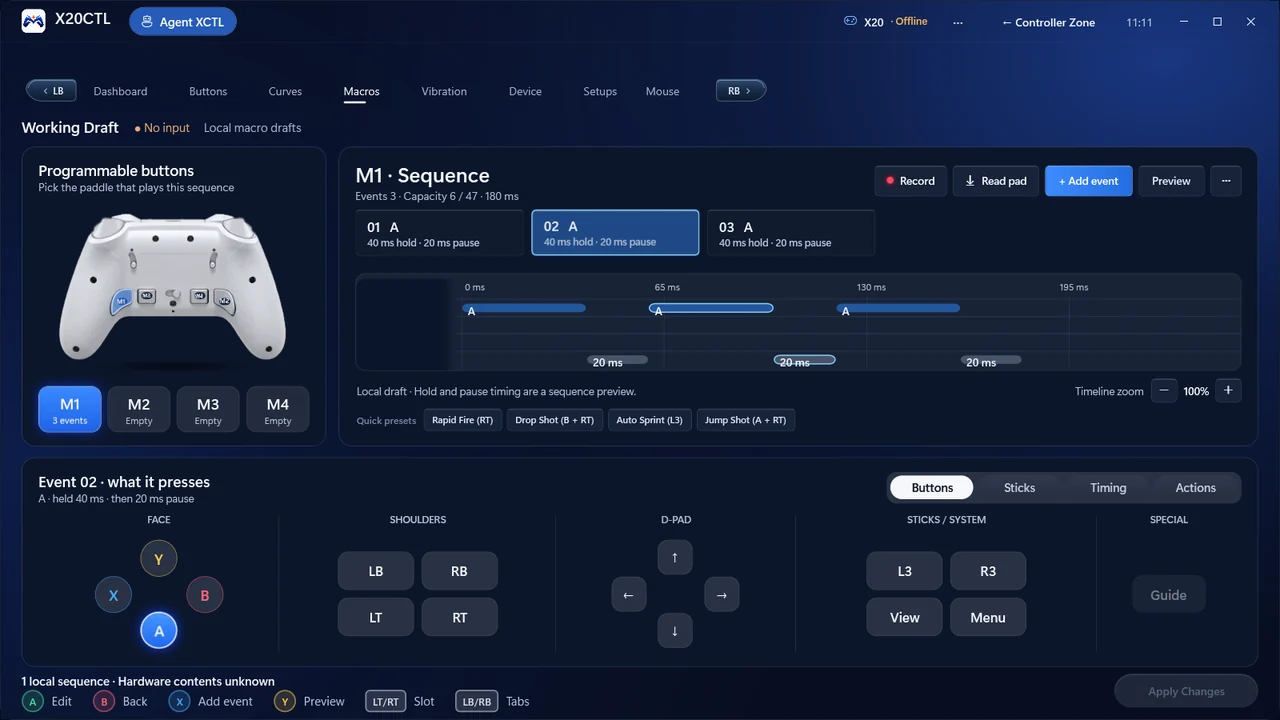 X20CTL
Agent XCTL
X20 · Offline
...
← Controller Zone
11:11
‹ LB
Dashboard
Buttons
Curves
Macros
Vibration
Device
Setups
Mouse
RB ›
Working Draft
• No input
Local macro drafts
Programmable buttons
Pick the paddle that plays this sequence
M1
M2
M1
3 events
M2
Empty
M3
Empty
M4
Empty
M1 · Sequence
Events 3 · Capacity 6 / 47 · 180 ms
Record
Read pad
+ Add event
Preview
...
01 A
40 ms hold · 20 ms pause
02 A
40 ms hold · 20 ms pause
03 A
40 ms hold · 20 ms pause
0 ms
65 ms
130 ms
195 ms
A
A
A
20 ms
20 ms
20 ms
Local draft · Hold and pause timing are a sequence preview.
Timeline zoom
− 100% +
Quick presets
Rapid Fire (RT)
Drop Shot (B + RT)
Auto Sprint (L3)
Jump Shot (A + RT)
Event 02 · what it presses
A · held 40 ms · then 20 ms pause
Buttons
Sticks
Timing
Actions
FACE
Y
X
B
A
SHOULDERS
LB
RB
LT
RT
D-PAD
↑
←
→
↓
STICKS / SYSTEM
L3
R3
View
Menu
SPECIAL
Guide
1 local sequence · Hardware contents unknown
A Edit
B Back
X Add event
Y Preview
LT/RT Slot
LB/RB Tabs
Apply Changes